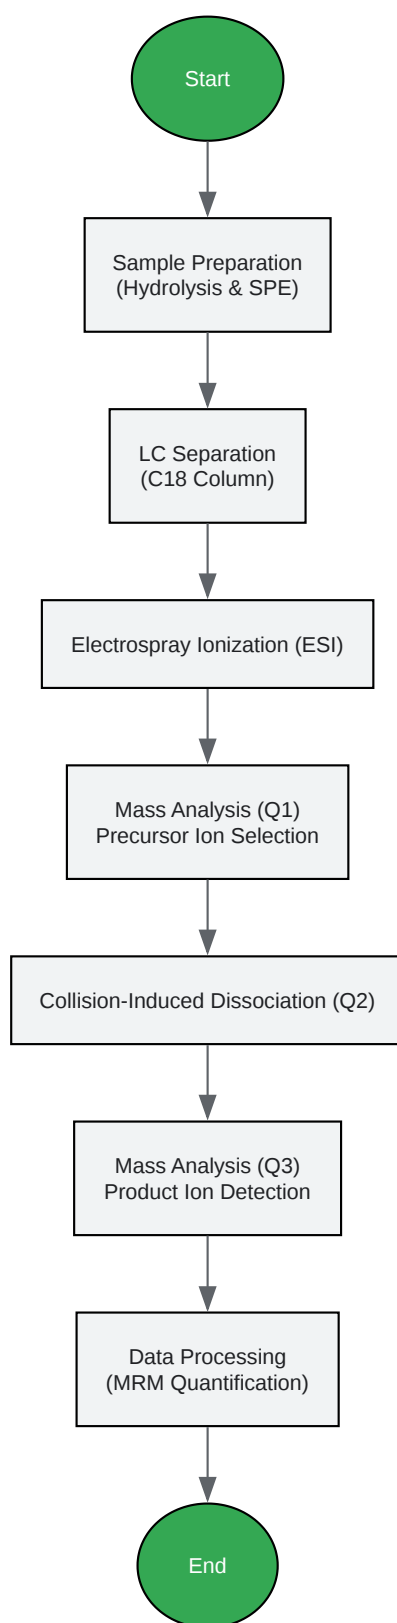 Start
Sample Preparation
(Hydrolysis & SPE)
LC Separation
(C18 Column)
Electrospray Ionization (ESI)
Mass Analysis (Q1)
Precursor Ion Selection
Collision-Induced Dissociation (Q2)
Mass Analysis (Q3)
Product Ion Detection
Data Processing
(MRM Quantification)
End